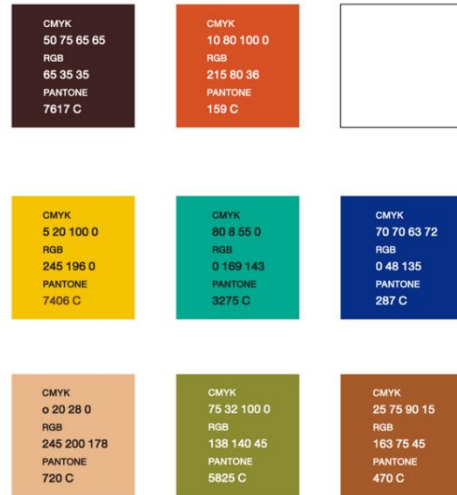 CMYK
50 75 65 65
RGB
65 35 35
PANTONE
7617 C
CMYK
10 80 100 0
RGB
215 80 36
PANTONE
159 C
CMYK
5 20 100 0
RGB
245 196 0
PANTONE
7406 C
CMYK
80 8 55 0
RGB
0 169 143
PANTONE
3275 C
CMYK
70 70 63 72
RGB
0 48 135
PANTONE
287 C
CMYK
o 20 28 0
RGB
245 200 178
PANTONE
720 C
CMYK
75 32 100 0
RGB
138 140 45
PANTONE
5825 C
CMYK
25 75 90 15
RGB
163 75 45
PANTONE
470 C